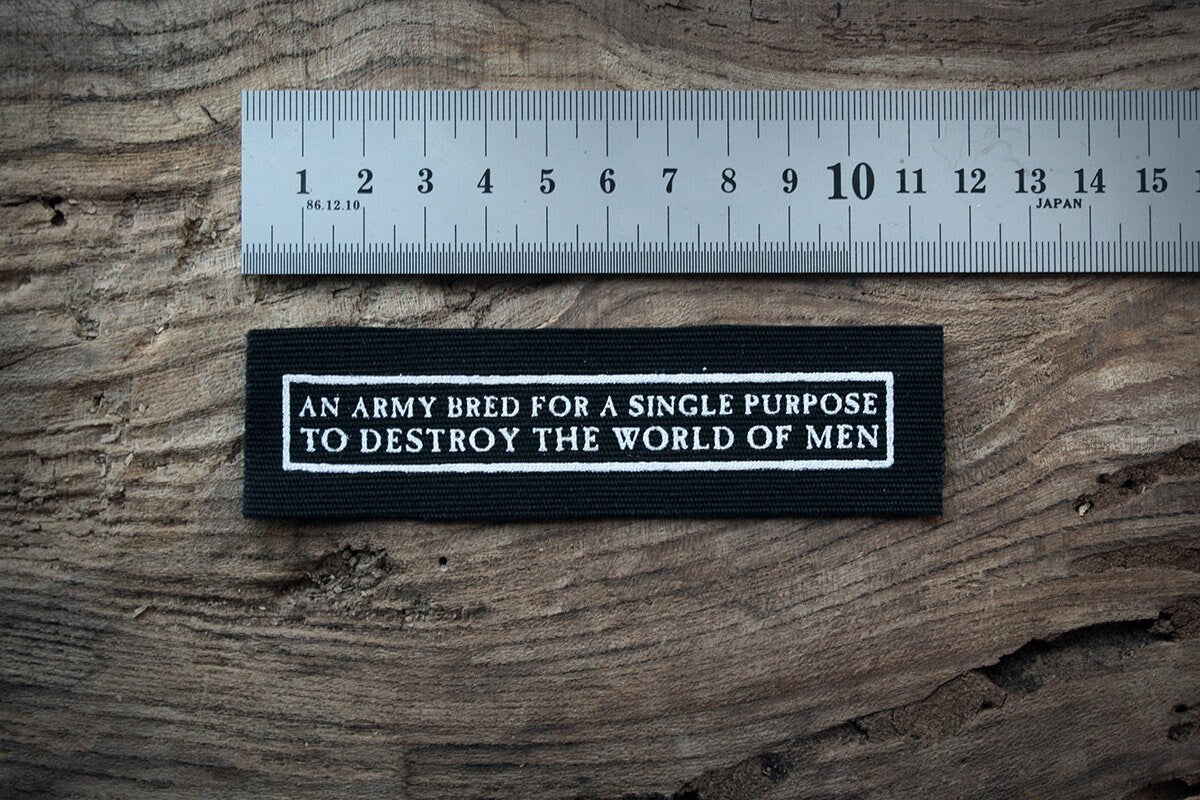 1 2 3 4 5 6 7 8 9 10 11 12 13 14 15
86.12.10 JAPAN
AN ARMY BRED FOR A SINGLE PURPOSE
TO DESTROY THE WORLD OF MEN